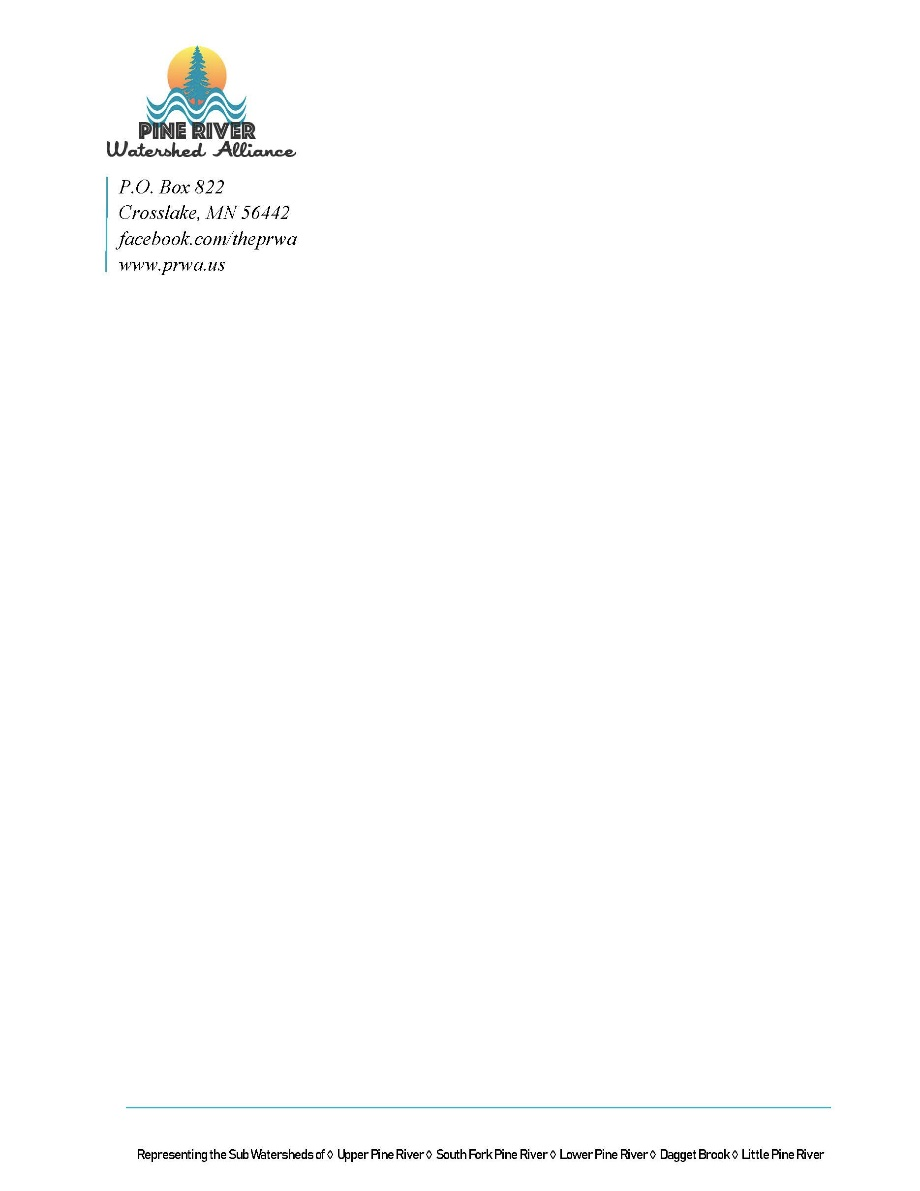 PINE RIVER
Watershed Alliance
P.O. Box 822
Crosslake, MN 56442
facebook.com/theprwa
www.prwa.us
Representing the Sub Watersheds of ◊ Upper Pine River ◊ South Fork Pine River ◊ Lower Pine River ◊ Dagget Brook ◊ Little Pine River